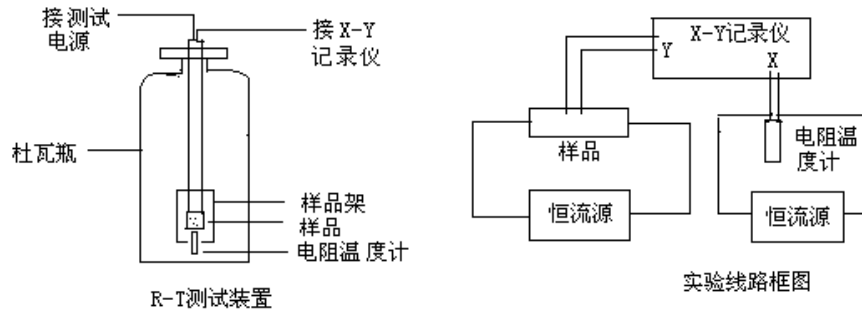 接测试
电源
接X-Y
记录仪
杜瓦瓶
样品架
样品
电阻温度计
R-T测试装置
X-Y记录仪
Y
X
样品
电阻温
度计
恒流源
恒流源
实验线路框图